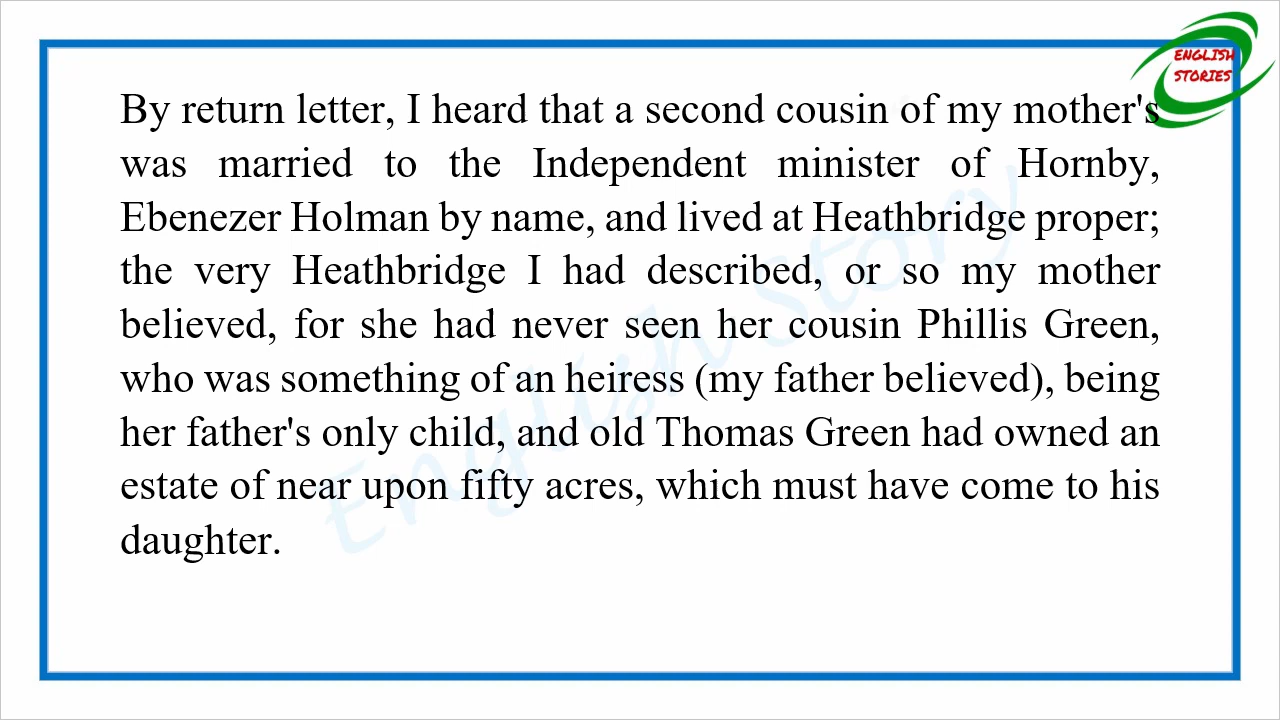 ENGLISH
STORIES
By return letter, I heard that a second cousin of my mother's
was married to the Independent minister of Hornby,
Ebenezer Holman by name, and lived at Heathbridge proper;
the very Heathbridge I had described, or so my mother
believed, for she had never seen her cousin Phillis Green,
who was something of an heiress (my father believed), being
her father's only child, and old Thomas Green had owned an
estate of near upon fifty acres, which must have come to his
daughter.
English Story